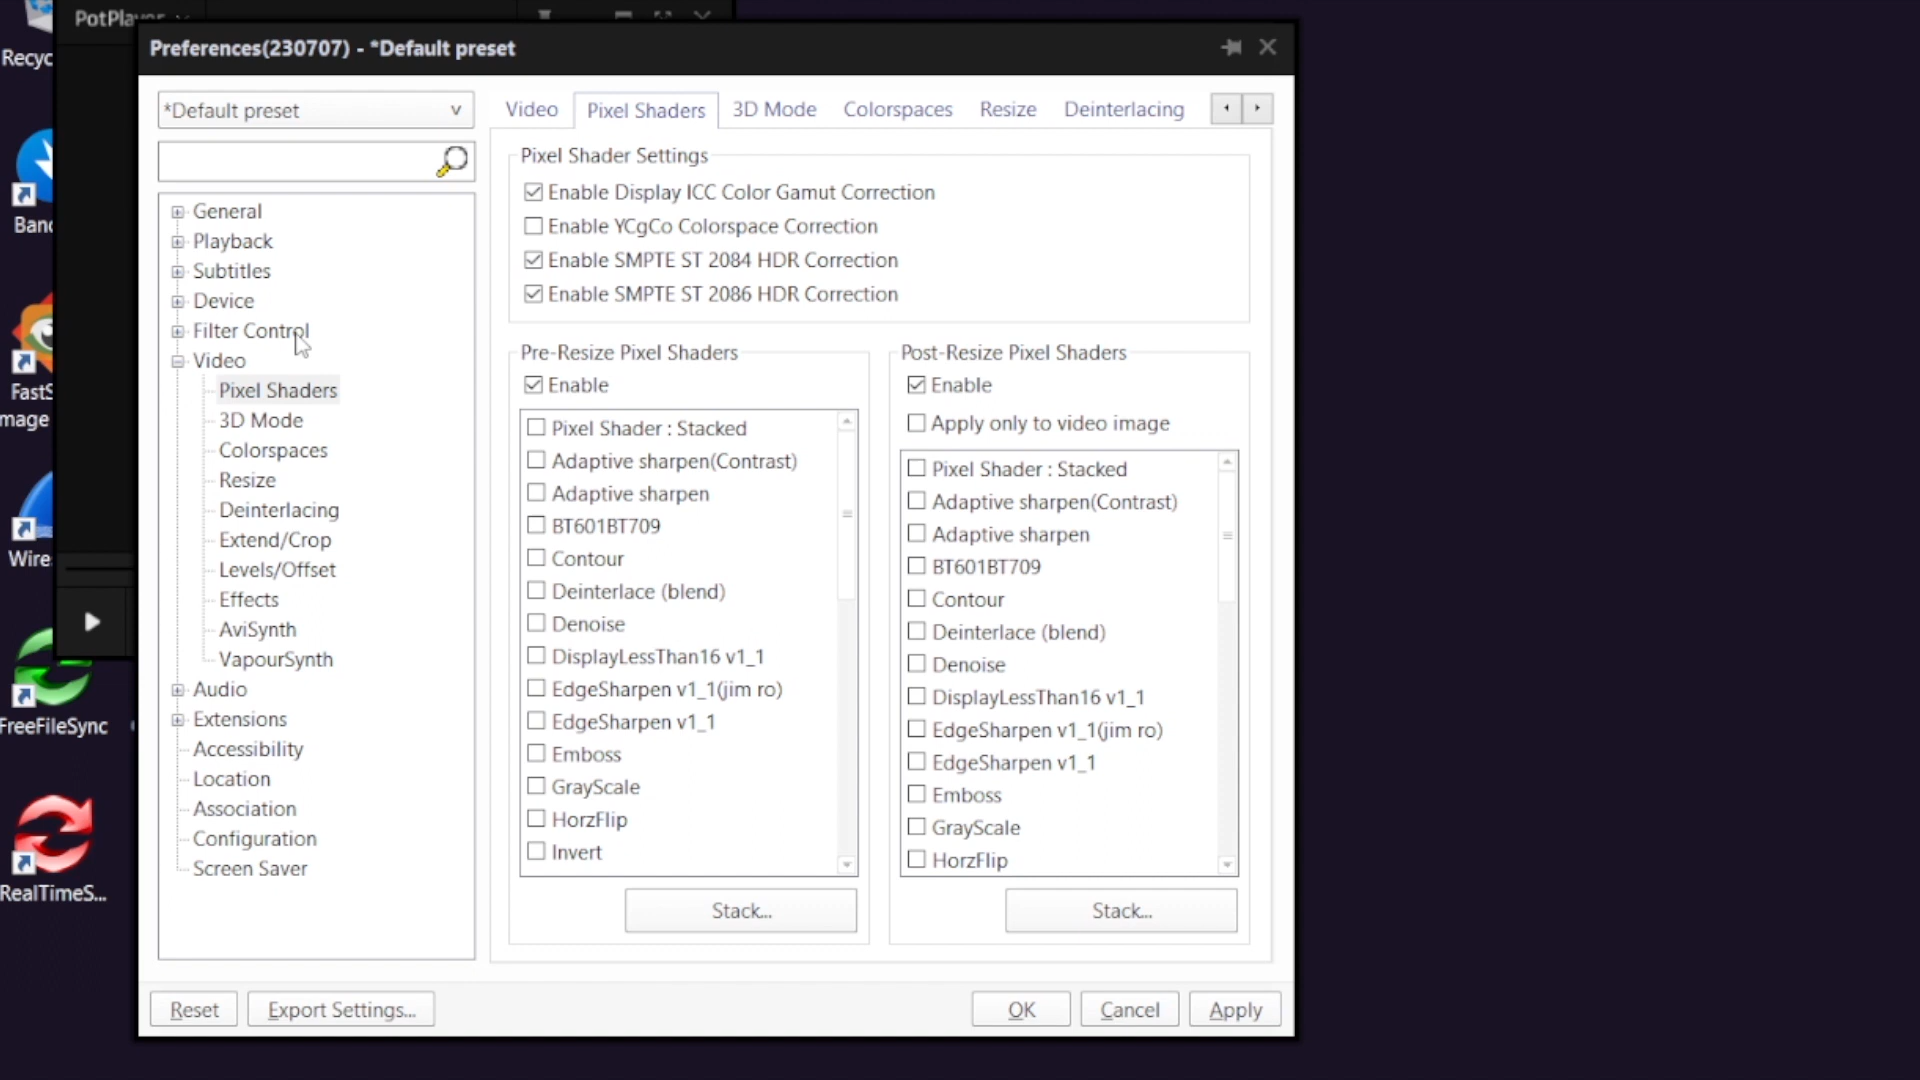 PotPlayer
Preferences(230707) - *Default preset
Recyc
Banc
FastS
mage
Wire
FreeFileSync
RealTimeS...
*Default preset
General
Playback
Subtitles
Device
Filter Control
Video
Pixel Shaders
3D Mode
Colorspaces
Resize
Deinterlacing
Extend/Crop
Levels/Offset
Effects
AviSynth
VapourSynth
Audio
Extensions
Accessibility
Location
Association
Configuration
Screen Saver
Video Pixel Shaders 3D Mode Colorspaces Resize Deinterlacing
Pixel Shader Settings
Enable Display ICC Color Gamut Correction
Enable YCgCo Colorspace Correction
Enable SMPTE ST 2084 HDR Correction
Enable SMPTE ST 2086 HDR Correction
Pre-Resize Pixel Shaders
Enable
Pixel Shader : Stacked
Adaptive sharpen(Contrast)
Adaptive sharpen
BT601BT709
Contour
Deinterlace (blend)
Denoise
DisplayLessThan16 v1_1
EdgeSharpen v1_1(jim ro)
EdgeSharpen v1_1
Emboss
GrayScale
HorzFlip
Invert
Stack...
Post-Resize Pixel Shaders
Enable
Apply only to video image
Pixel Shader : Stacked
Adaptive sharpen(Contrast)
Adaptive sharpen
BT601BT709
Contour
Deinterlace (blend)
Denoise
DisplayLessThan16 v1_1
EdgeSharpen v1_1(jim ro)
EdgeSharpen v1_1
Emboss
GrayScale
HorzFlip
Stack...
Reset Export Settings... OK Cancel Apply